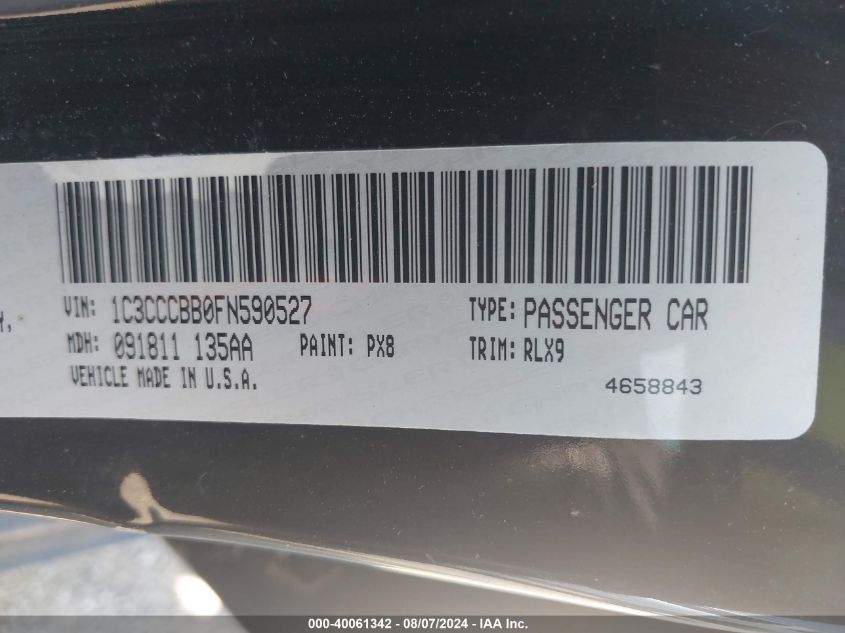 VIN: 1C3CCCBB0FN590527 TYPE: PASSENGER CAR
MDH: 091811 135AA PAINT: PX8 TRIM: RLX9
VEHICLE MADE IN U.S.A. 4658843
000-40061342 - 08/07/2024 - IAA Inc.